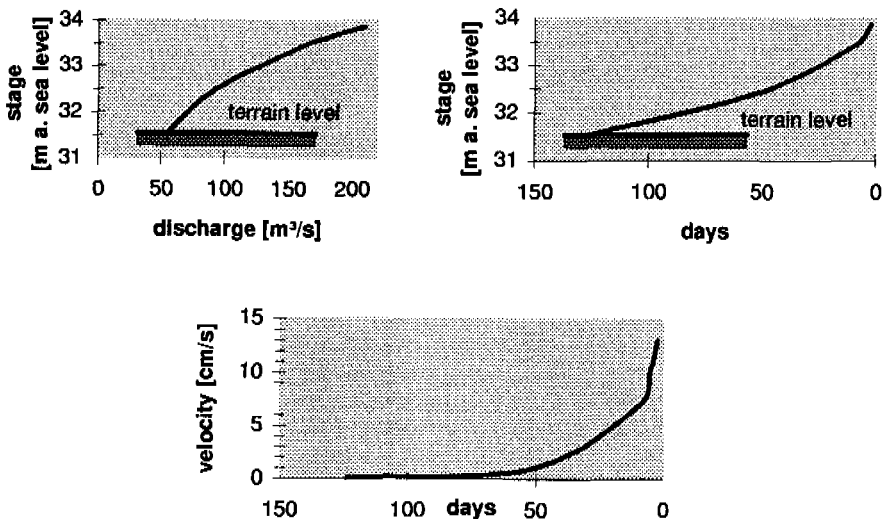 stage
[m a. sea level]
34
33
32
31
terrain level
0 50 100 150 200
discharge [m³/s]
stage
[m a. sea level]
34
33
32
31
terrain level
150 100 50 0
days
velocity [cm/s]
15
10
5
0
150 100 days 50 0